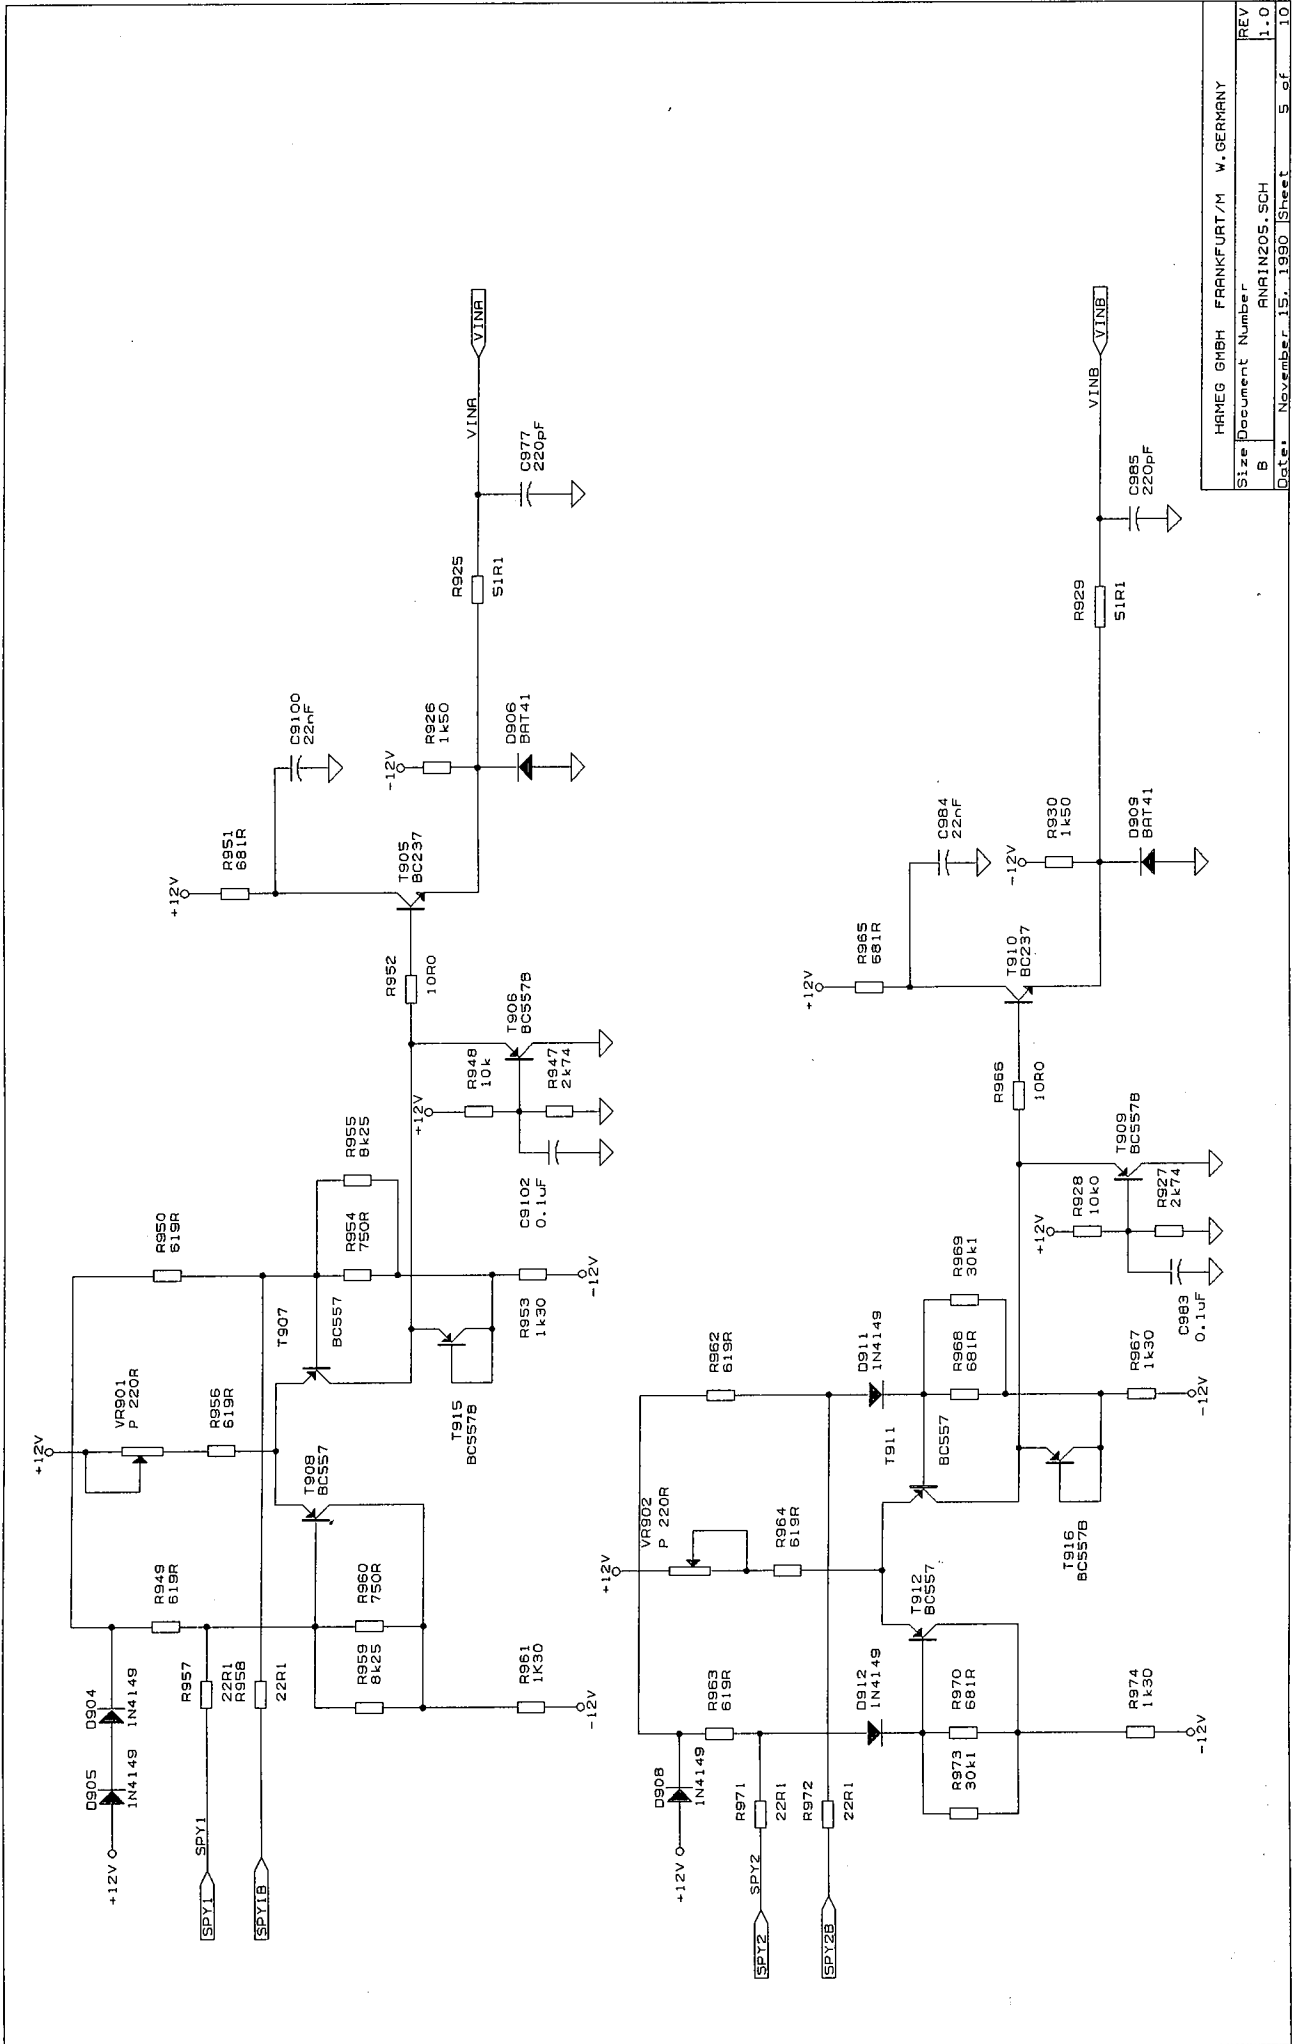 +12V
VR901
P 220R
R956
619R
R950
619R
R949
619R
D904
1N4149
D905
1N4149
+12V
SPY1
SPY1
R957
22R1
R958
22R1
SPY1B
T908
BC557
T907
BC557
R960
750R
R959
8k25
R961
1K30
-12V
R954
750R
R955
8k25
R953
1k30
-12V
T915
BC557B
+12V
R948
10k
R947
2k74
C9102
0.1uF
T906
BC557B
R952
10R0
+12V
R951
681R
C9100
22nF
T905
BC237
-12V
R926
1k50
D906
BAT41
R925
51R1
C977
220pF
VINA
VINA
+12V
VR902
P 220R
R964
619R
R962
619R
R963
619R
D908
1N4149
+12V
SPY2
SPY2
R971
22R1
R972
22R1
SPY2B
D912
1N4149
D911
1N4149
T912
BC557
T911
BC557
R970
681R
R973
30k1
R974
1k30
-12V
R968
681R
R969
30k1
R967
1k30
-12V
T916
BC557B
+12V
R928
10k0
R927
2k74
C983
0.1uF
T909
BC557B
R966
10R0
+12V
R965
681R
C984
22nF
T910
BC237
-12V
R930
1k50
D909
BAT41
R929
51R1
C985
220pF
VINB
VINB
HAMEG GMBH FRANKFURT/M W.GERMANY
Size Document Number REV
B ANAIN205.SCH 1.0
Date: November 15, 1990 Sheet 5 of 10